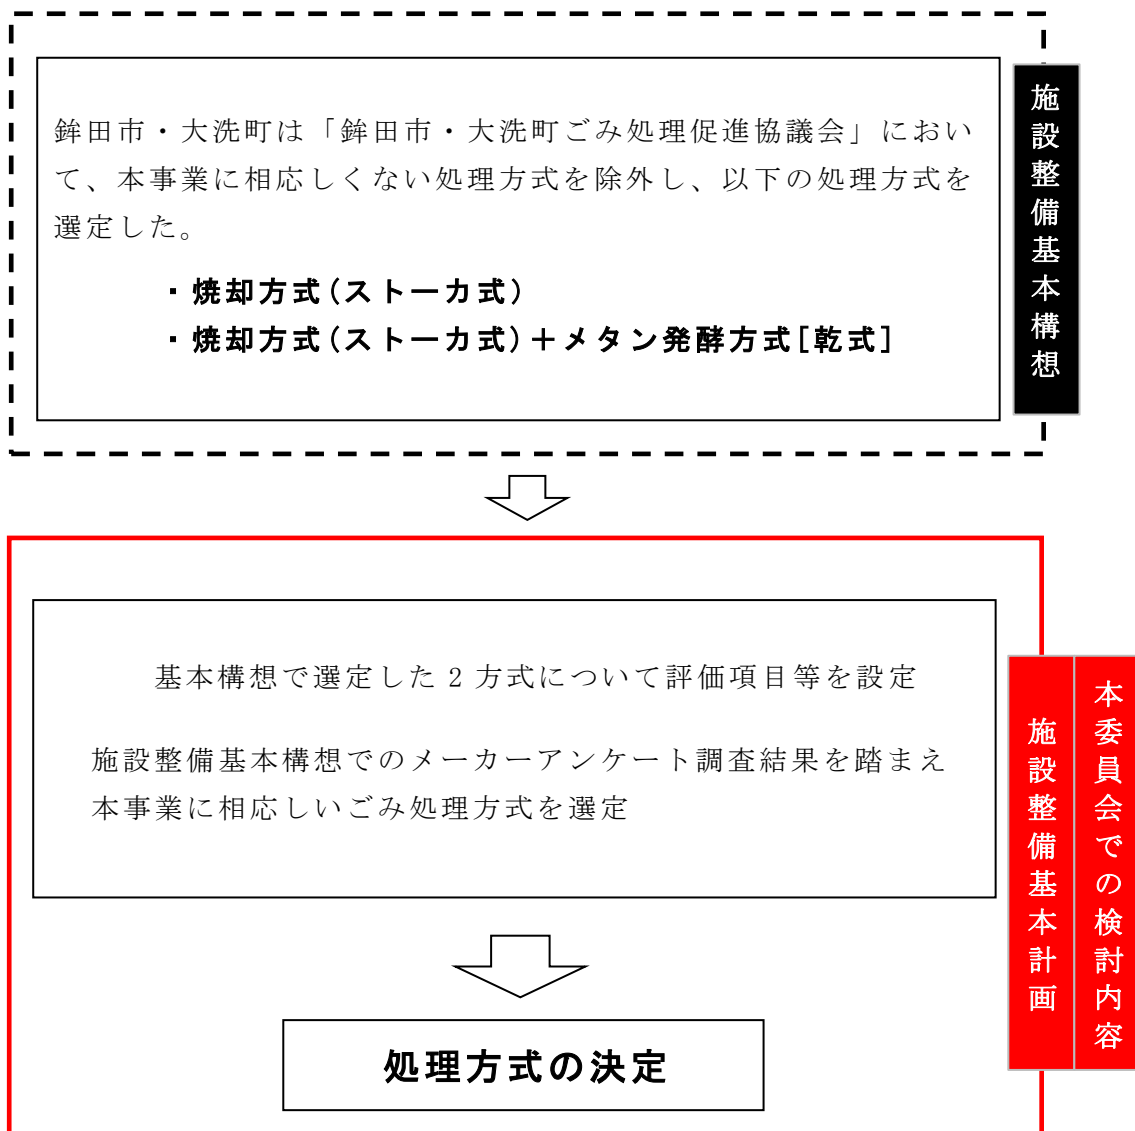 施設整備基本構想
鉾田市・大洗町は「鉾田市・大洗町ごみ処理促進協議会」におい
て、本事業に相応しくない処理方式を除外し、以下の処理方式を
選定した。
・焼却方式(ストーカ式)
・焼却方式(ストーカ式)＋メタン発酵方式[乾式]
本委員会での検討内容
施設整備基本計画
基本構想で選定した 2 方式について評価項目等を設定
施設整備基本構想でのメーカーアンケート調査結果を踏まえ
本事業に相応しいごみ処理方式を選定
処理方式の決定